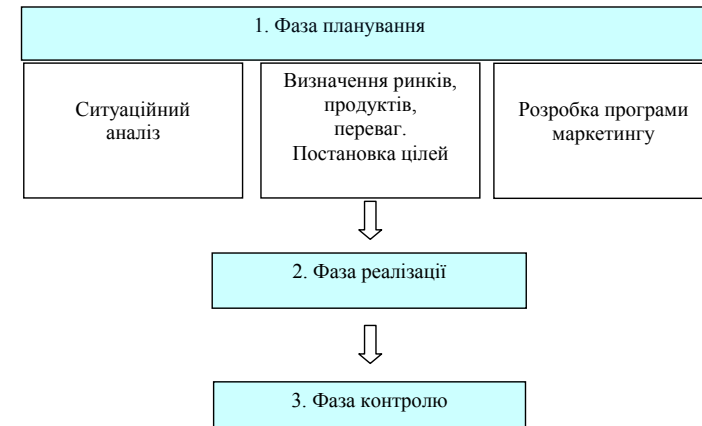 1. Фаза планування
Ситуаційний
аналіз
Визначення ринків,
продуктів,
переваг.
Постановка цілей
Розробка програми
маркетингу
2. Фаза реалізації
3. Фаза контролю